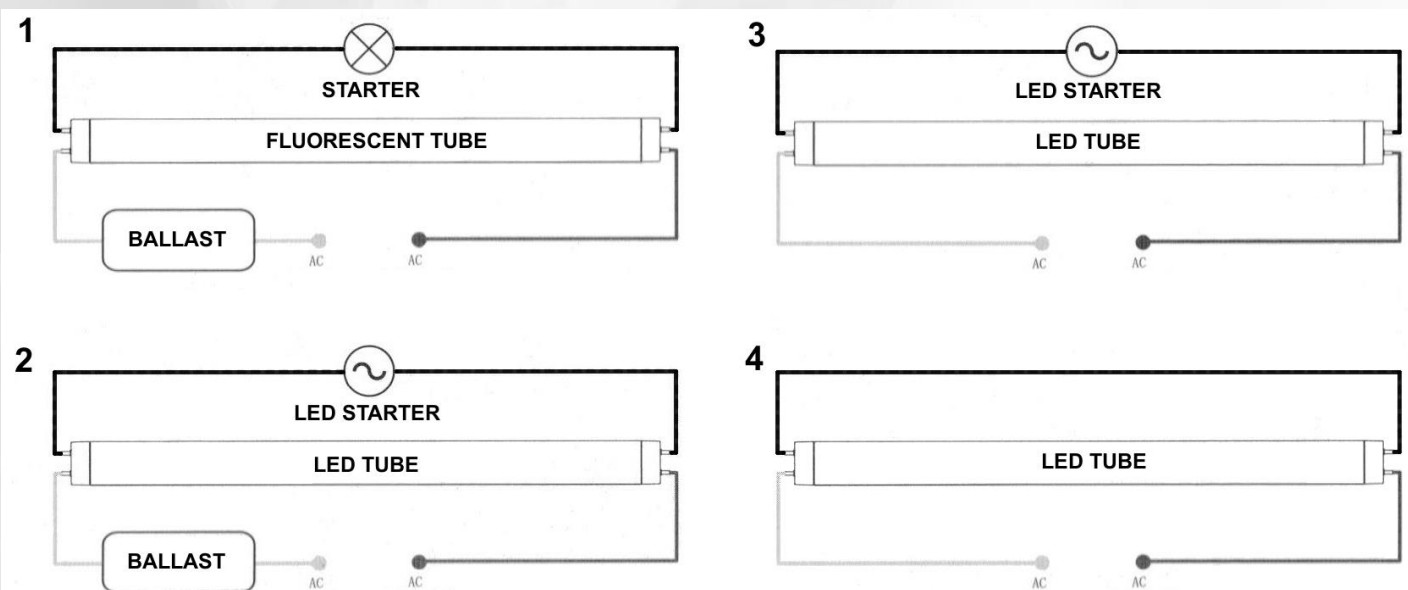 1
STARTER
FLUORESCENT TUBE
BALLAST
AC
AC
3
LED STARTER
LED TUBE
AC
AC
2
LED STARTER
LED TUBE
BALLAST
AC
AC
4
LED TUBE
AC
AC